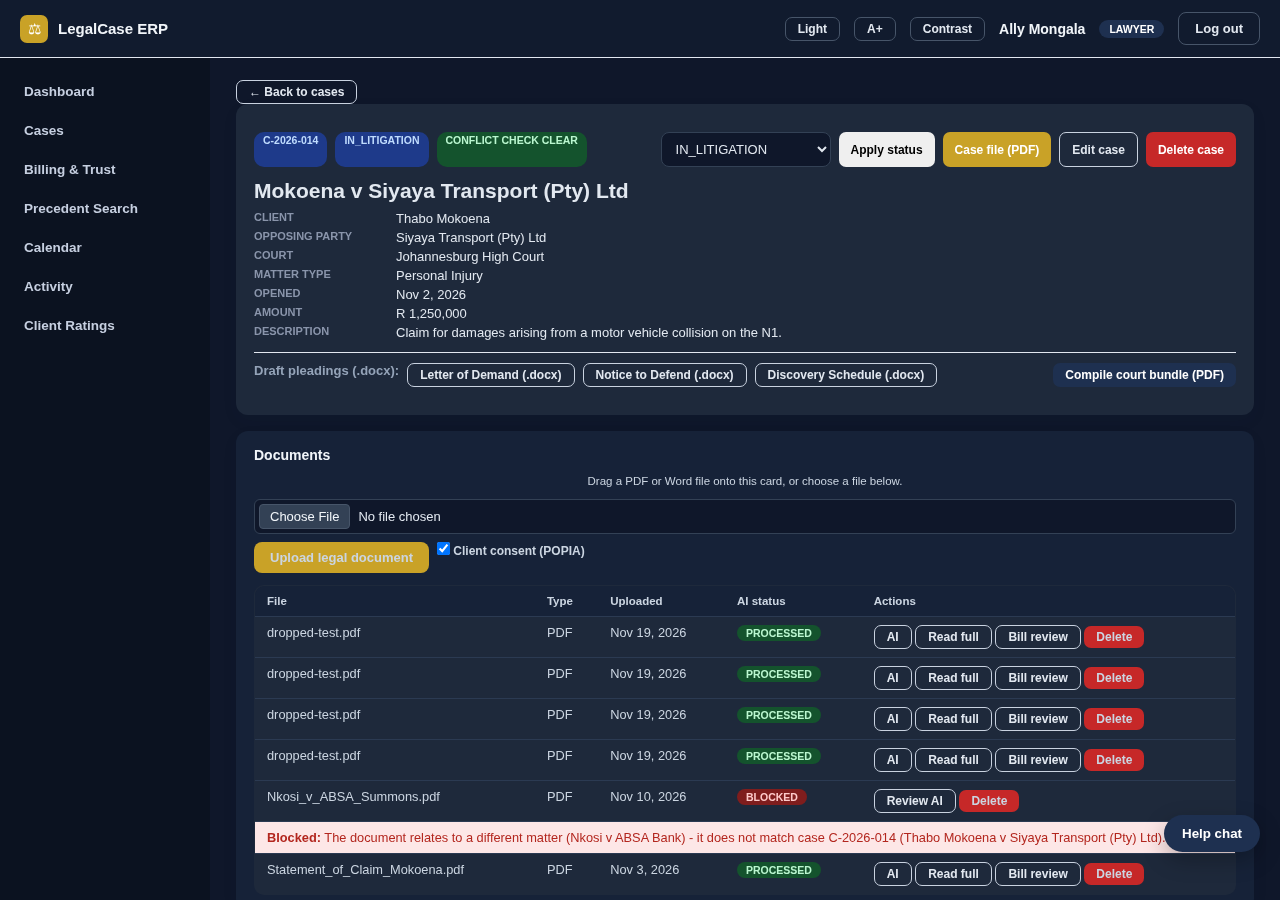 ⚖ LegalCase ERP Light A+ Contrast Ally Mongala LAWYER Log out
Dashboard
Cases
Billing & Trust
Precedent Search
Calendar
Activity
Client Ratings
← Back to cases
C-2026-014 IN_LITIGATION CONFLICT CHECK CLEAR IN_LITIGATION Apply status Case file (PDF) Edit case Delete case
Mokoena v Siyaya Transport (Pty) Ltd
CLIENT Thabo Mokoena
OPPOSING PARTY Siyaya Transport (Pty) Ltd
COURT Johannesburg High Court
MATTER TYPE Personal Injury
OPENED Nov 2, 2026
AMOUNT R 1,250,000
DESCRIPTION Claim for damages arising from a motor vehicle collision on the N1.
Draft pleadings (.docx): Letter of Demand (.docx) Notice to Defend (.docx) Discovery Schedule (.docx) Compile court bundle (PDF)
Documents
Drag a PDF or Word file onto this card, or choose a file below.
Choose File No file chosen
Upload legal document Client consent (POPIA)
File Type Uploaded AI status Actions
dropped-test.pdf PDF Nov 19, 2026 PROCESSED AI Read full Bill review Delete
dropped-test.pdf PDF Nov 19, 2026 PROCESSED AI Read full Bill review Delete
dropped-test.pdf PDF Nov 19, 2026 PROCESSED AI Read full Bill review Delete
dropped-test.pdf PDF Nov 19, 2026 PROCESSED AI Read full Bill review Delete
Nkosi_v_ABSA_Summons.pdf PDF Nov 10, 2026 BLOCKED Review AI Delete
Blocked: The document relates to a different matter (Nkosi v ABSA Bank) - it does not match case C-2026-014 (Thabo Mokoena v Siyaya Transport (Pty) Ltd).
Help chat
Statement_of_Claim_Mokoena.pdf PDF Nov 3, 2026 PROCESSED AI Read full Bill review Delete